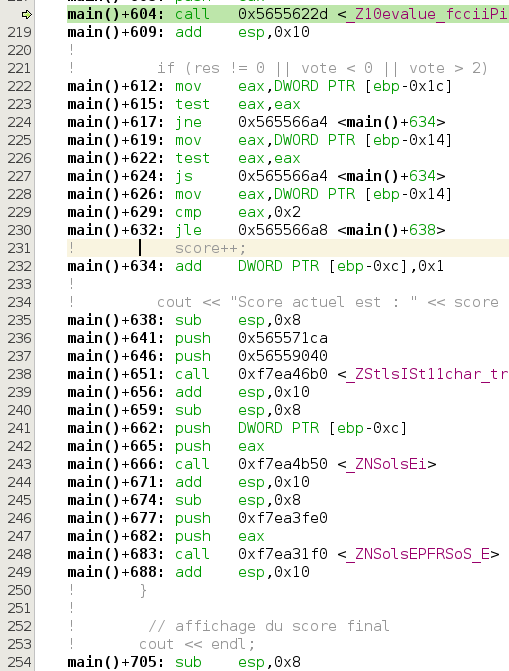 main()+604: call 0x5655622d <_Z10evalue_fcciiPi
219 main()+609: add esp,0x10
220 !
221 ! if (res != 0 || vote < 0 || vote > 2)
222 main()+612: mov eax,DWORD PTR [ebp-0x1c]
223 main()+615: test eax,eax
224 main()+617: jne 0x565566a4 <main()+634>
225 main()+619: mov eax,DWORD PTR [ebp-0x14]
226 main()+622: test eax,eax
227 main()+624: js 0x565566a4 <main()+634>
228 main()+626: mov eax,DWORD PTR [ebp-0x14]
229 main()+629: cmp eax,0x2
230 main()+632: jle 0x565566a8 <main()+638>
231 ! score++;
232 main()+634: add DWORD PTR [ebp-0xc],0x1
233 !
234 ! cout << "Score actuel est : " << score
235 main()+638: sub esp,0x8
236 main()+641: push 0x565571ca
237 main()+646: push 0x56559040
238 main()+651: call 0xf7ea46b0 <_ZStlsISt11char_tr
239 main()+656: add esp,0x10
240 main()+659: sub esp,0x8
241 main()+662: push DWORD PTR [ebp-0xc]
242 main()+665: push eax
243 main()+666: call 0xf7ea4b50 <_ZNSolsEi>
244 main()+671: add esp,0x10
245 main()+674: sub esp,0x8
246 main()+677: push 0xf7ea3fe0
247 main()+682: push eax
248 main()+683: call 0xf7ea31f0 <_ZNSolsEPFRSoS_E>
249 main()+688: add esp,0x10
250 ! }
251 !
252 ! // affichage du score final
253 ! cout << endl;
254 main()+705: sub esp,0x8